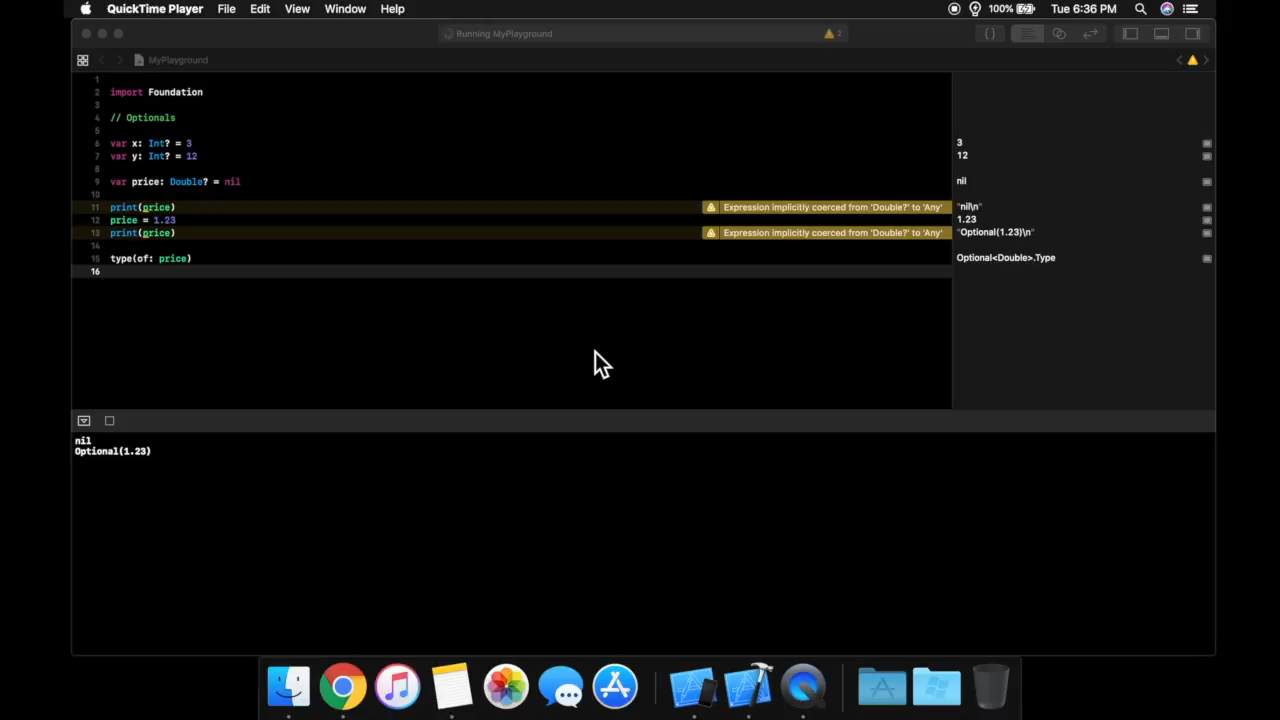 QuickTime Player File Edit View Window Help 100% Tue 6:36 PM
Running MyPlayground 2
MyPlayground
1
2 import Foundation
3
4 // Optionals
5
6 var x: Int? = 3 3
7 var y: Int? = 12 12
8
9 var price: Double? = nil nil
10
11 print(price) Expression implicitly coerced from 'Double?' to 'Any' "nil\n"
12 price = 1.23 1.23
13 print(price) Expression implicitly coerced from 'Double?' to 'Any' "Optional(1.23)\n"
14
15 type(of: price) Optional<Double>.Type
16
nil
Optional(1.23)